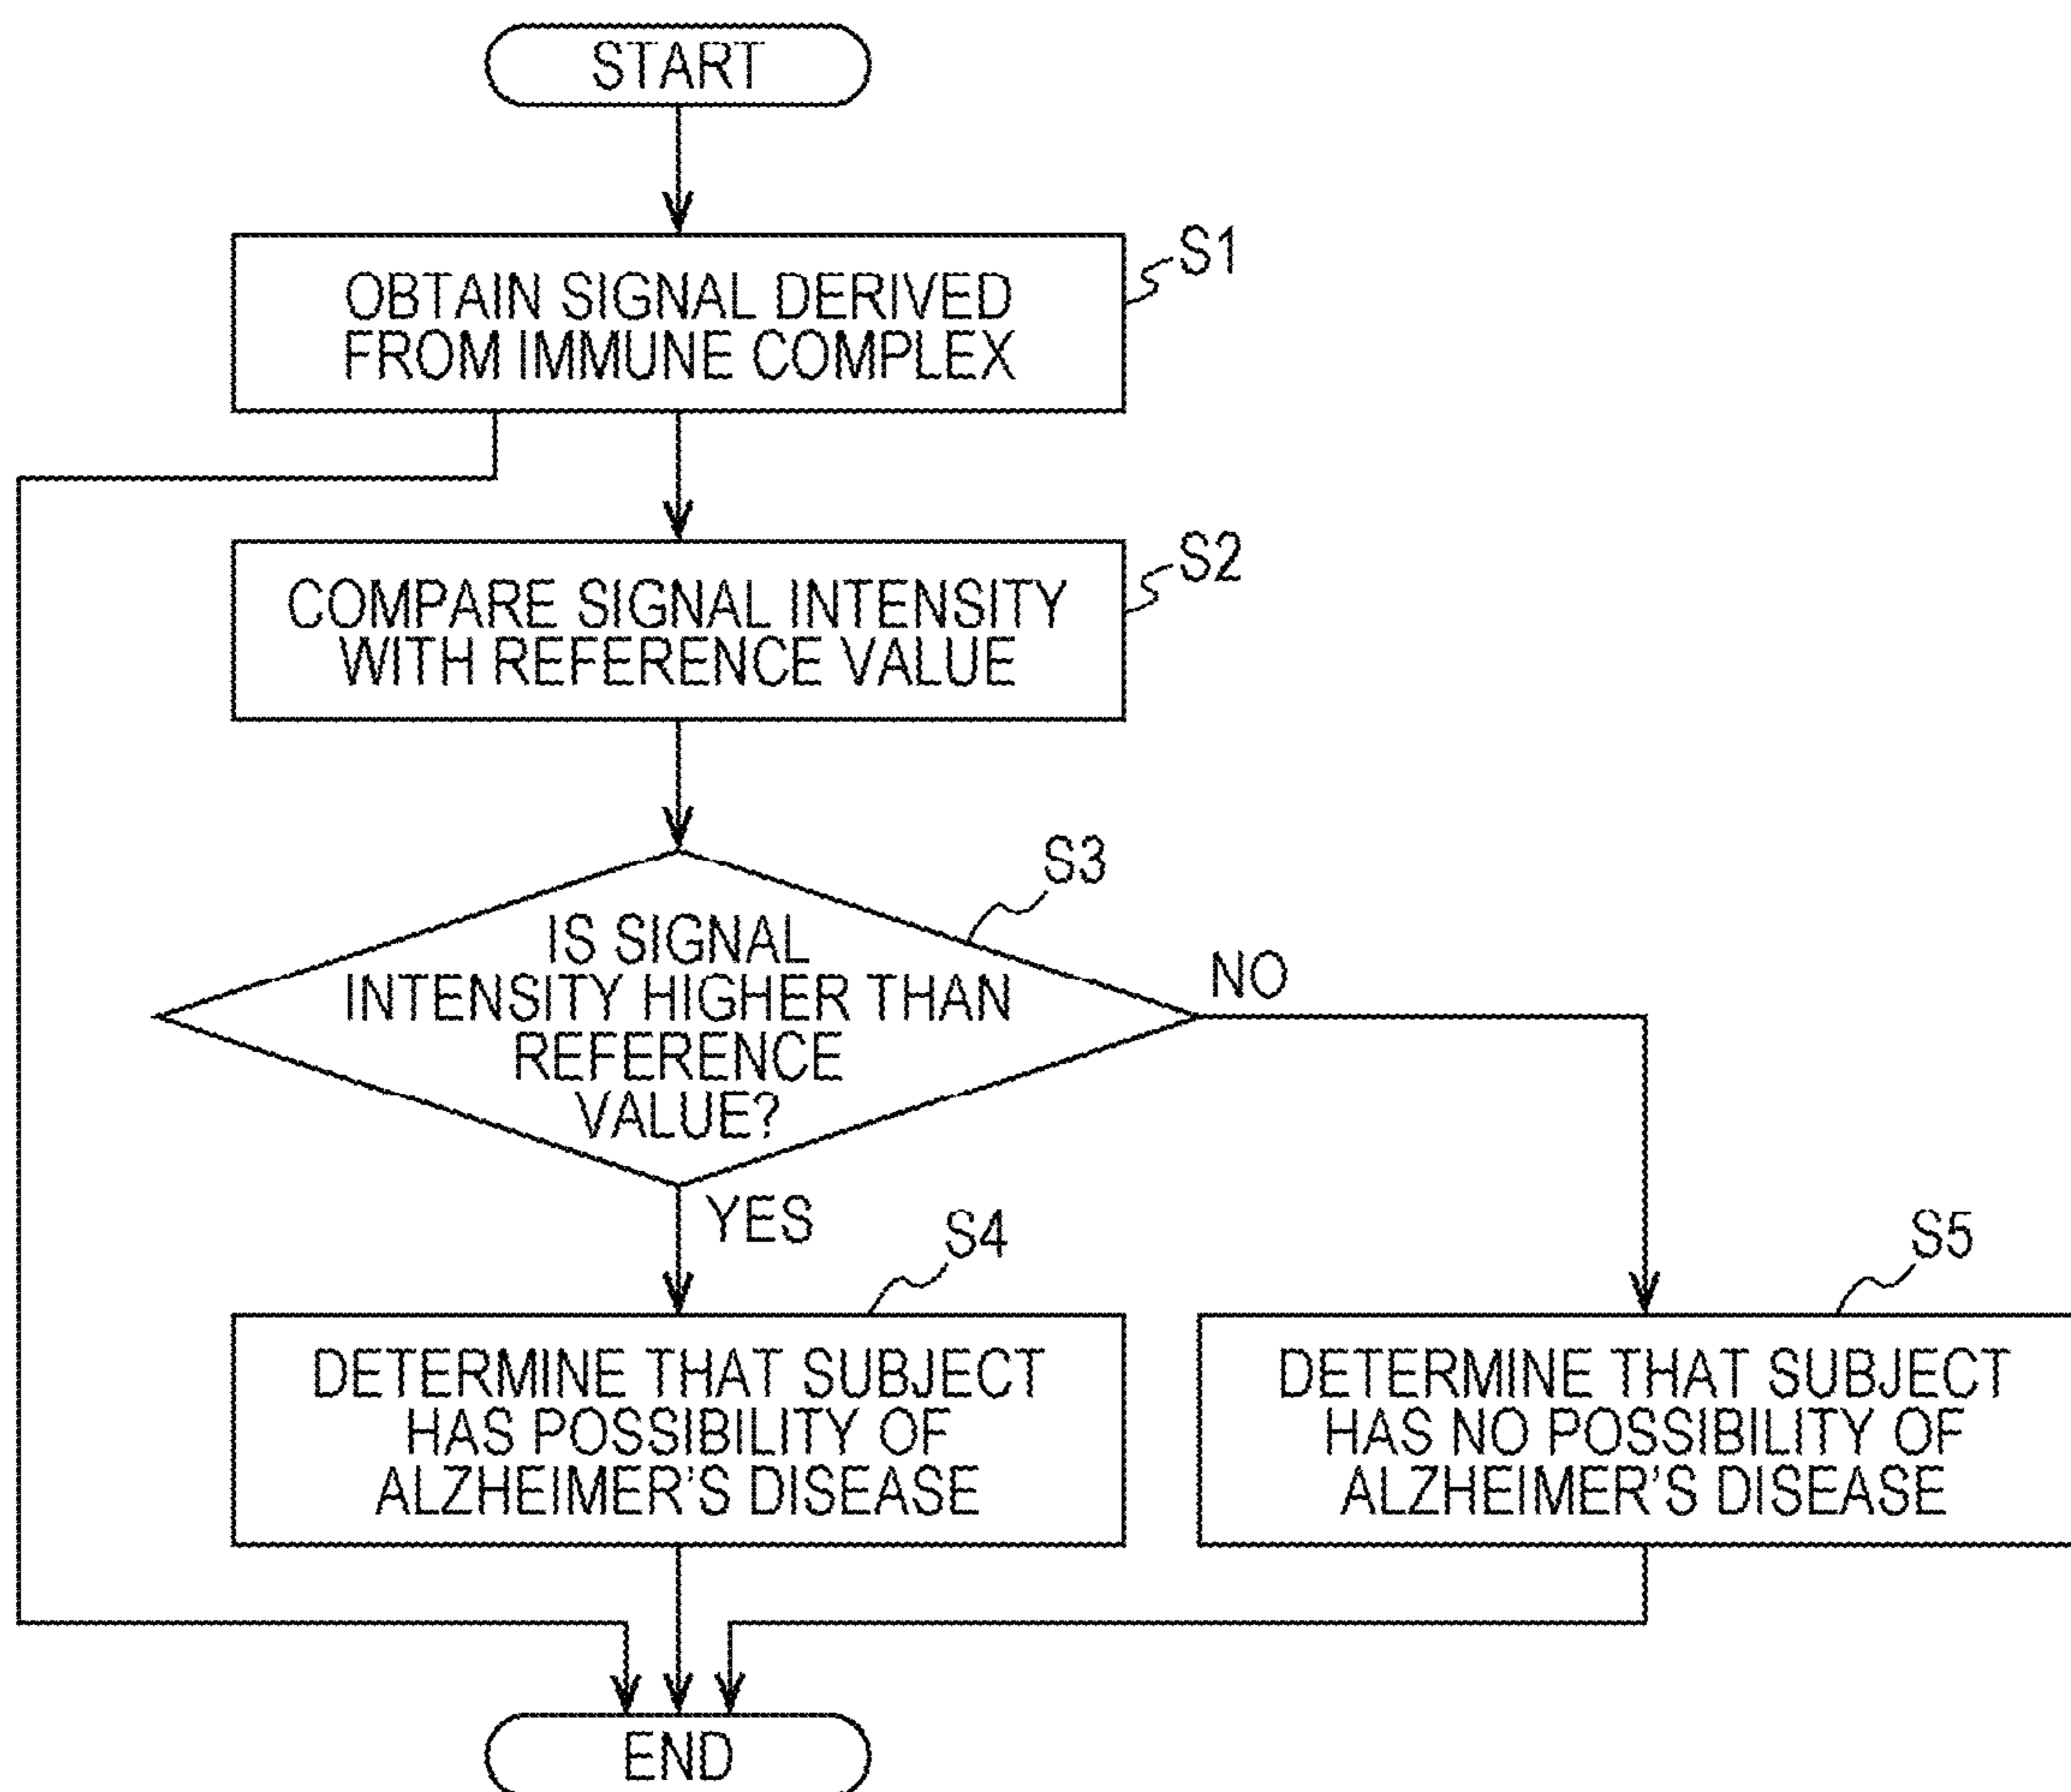 START
S1
OBTAIN SIGNAL DERIVED
FROM IMMUNE COMPLEX
S2
COMPARE SIGNAL INTENSITY
WITH REFERENCE VALUE
S3
IS SIGNAL
INTENSITY HIGHER THAN
REFERENCE
VALUE?
NO
YES
S4
DETERMINE THAT SUBJECT
HAS POSSIBILITY OF
ALZHEIMER'S DISEASE
S5
DETERMINE THAT SUBJECT
HAS NO POSSIBILITY OF
ALZHEIMER'S DISEASE
END